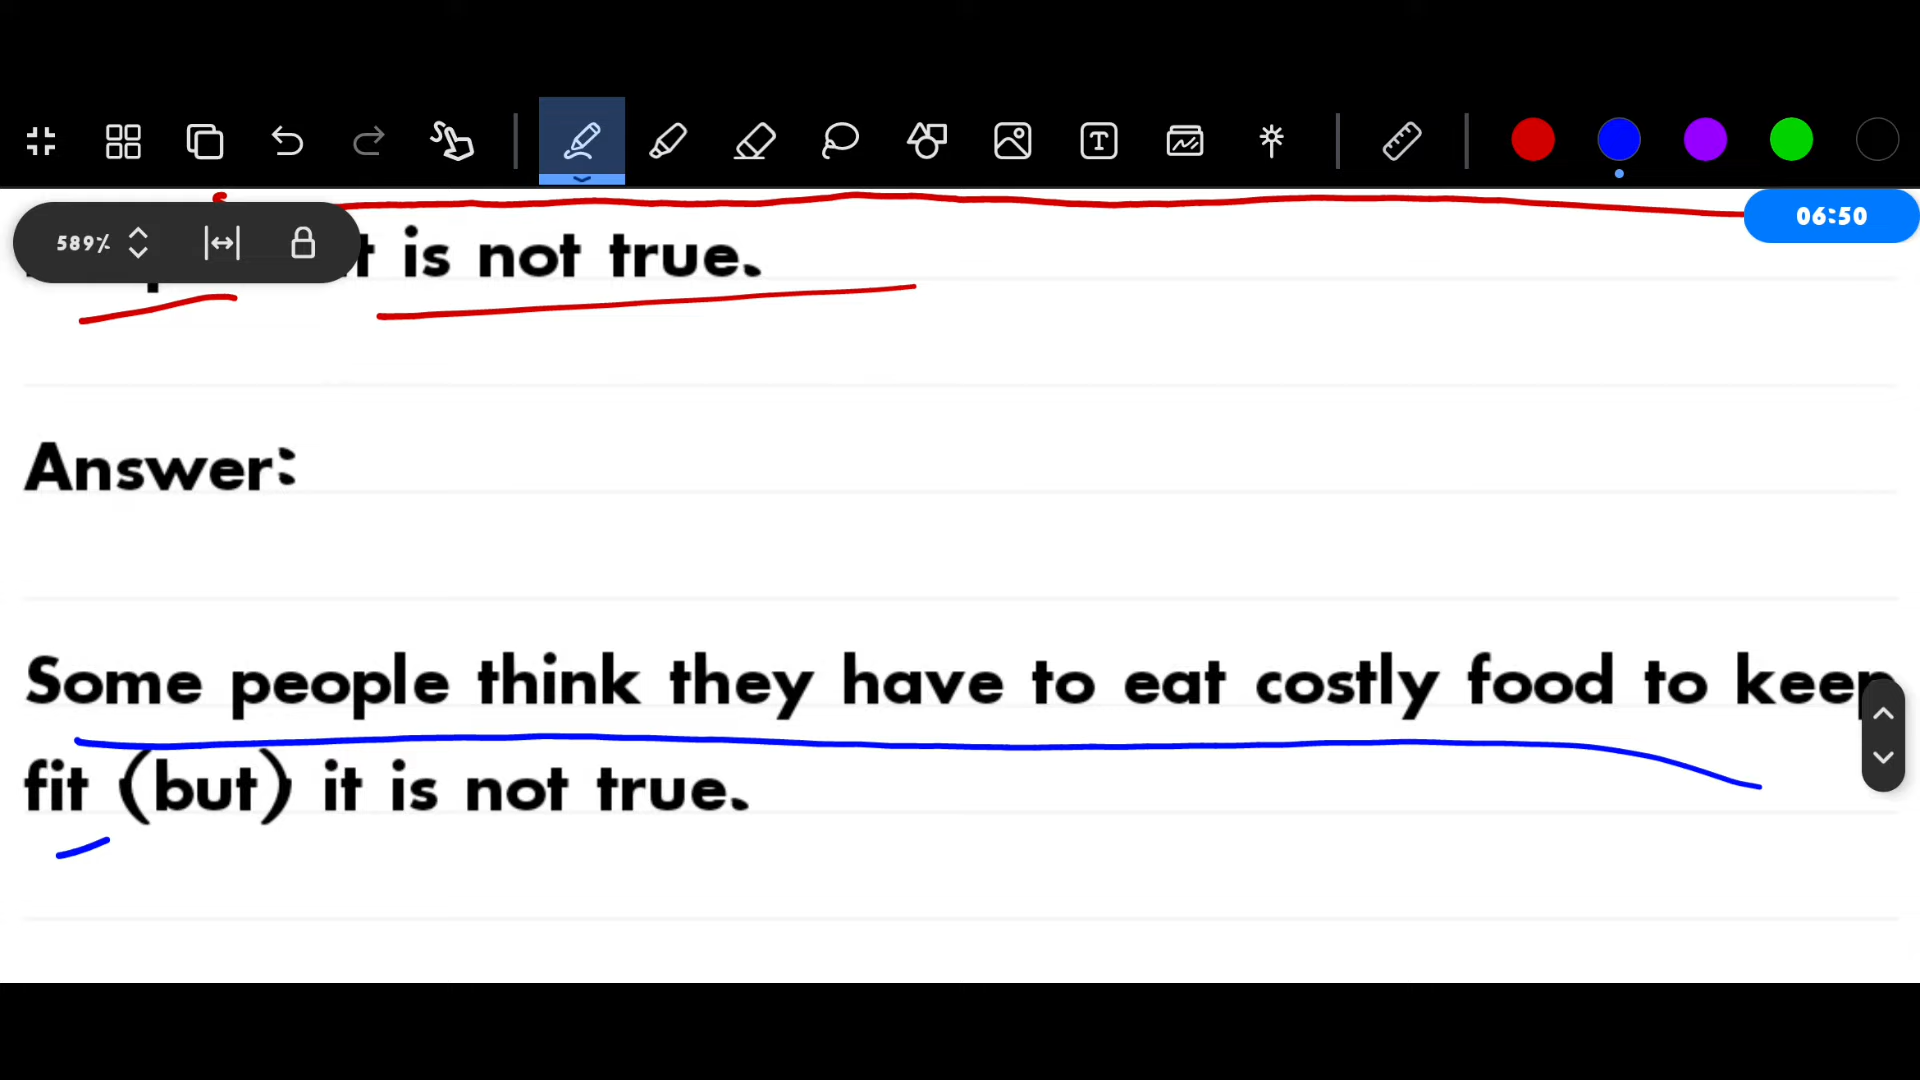 06:50
589%
is not true.
Answer:
Some people think they have to eat costly food to keep
fit (but) it is not true.